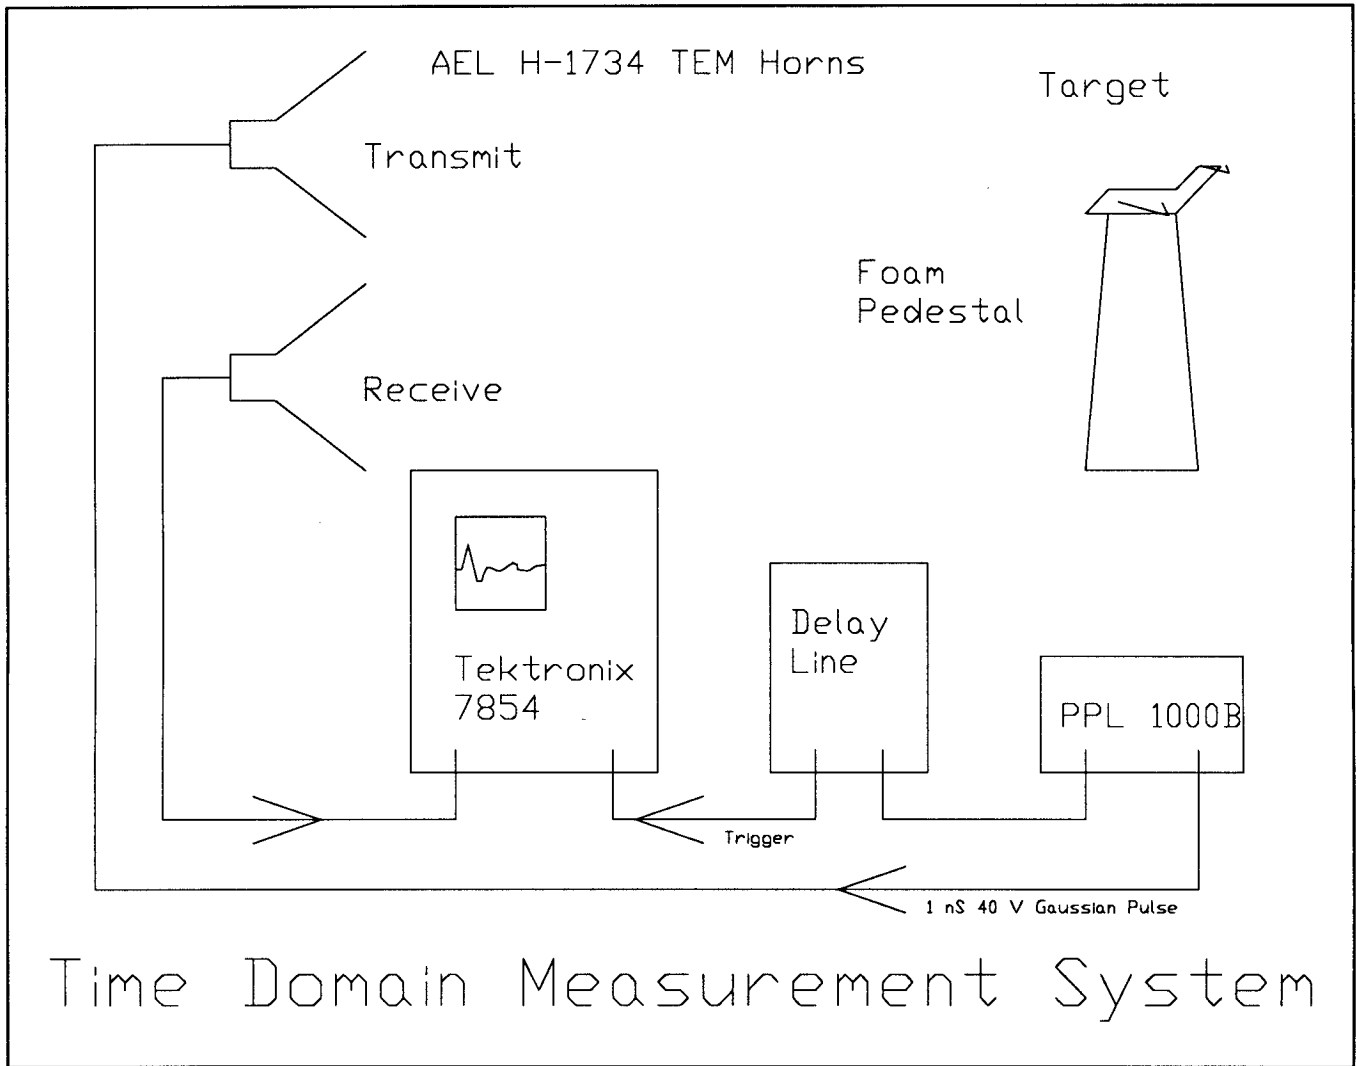 AEL H-1734 TEM Horns
Target
Transmit
Foam
Pedestal
Receive
Delay
Line
Tektronix
7854
PPL 1000B
Trigger
1 nS 40 V Gaussian Pulse
Time Domain Measurement System